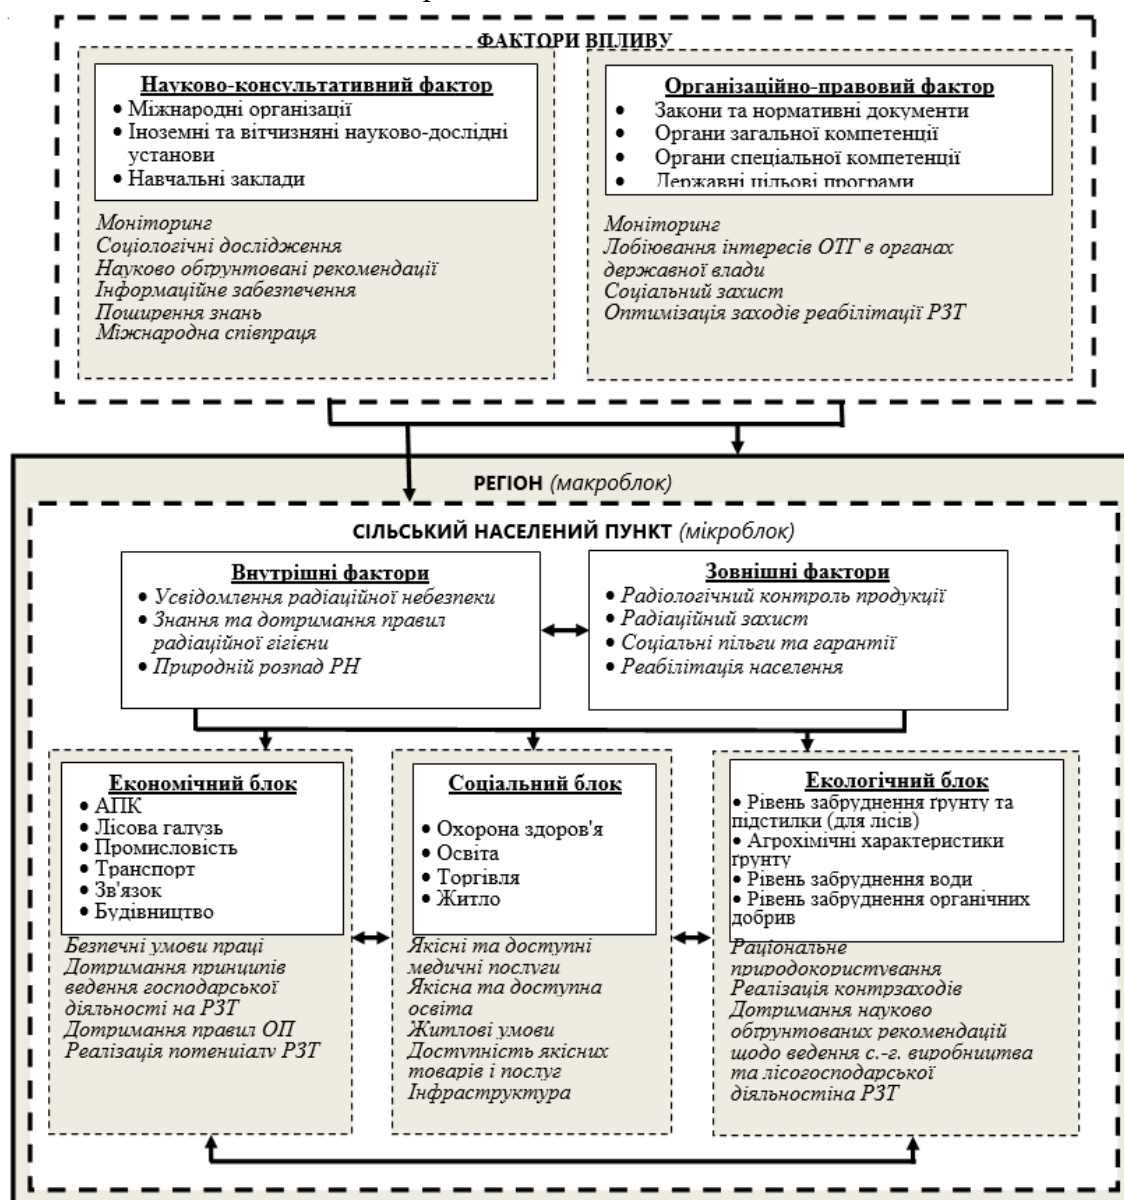 ФАКТОРИ ВПЛИВУ
Науково-консультативний фактор
• Міжнародні організації
• Іноземні та вітчизняні науково-дослідні
установи
• Навчальні заклади
Моніторинг
Соціологічні дослідження
Науково обґрунтовані рекомендації
Інформаційне забезпечення
Поширення знань
Міжнародна співпраця
Організаційно-правовий фактор
• Закони та нормативні документи
• Органи загальної компетенції
• Органи спеціальної компетенції
• Державні цільові програми
Моніторинг
Лобіювання інтересів ОТГ в органах
державної влади
Соціальний захист
Оптимізація заходів реабілітації РЗТ
РЕГІОН (макроблок)
СІЛЬСЬКИЙ НАСЕЛЕНИЙ ПУНКТ (мікроблок)
Внутрішні фактори
• Усвідомлення радіаційної небезпеки
• Знання та дотримання правил
радіаційної гігієни
• Природній розпад РН
Зовнішні фактори
• Радіологічний контроль продукції
• Радіаційний захист
• Соціальні пільги та гарантії
• Реабілітація населення
Економічний блок
• АПК
• Лісова галузь
• Промисловість
• Транспорт
• Зв'язок
• Будівництво
Безпечні умови праці
Дотримання принципів
ведення господарської
діяльності на РЗТ
Дотримання правил ОП
Реалізація потенціалу РЗТ
Соціальний блок
• Охорона здоров'я
• Освіта
• Торгівля
• Житло
Якісні та доступні
медичні послуги
Якісна та доступна
освіта
Житлові умови
Доступність якісних
товарів і послуг
Інфраструктура
Екологічний блок
• Рівень забруднення ґрунту та
підстилки (для лісів)
• Агрохімічні характеристики
ґрунту
• Рівень забруднення води
• Рівень забруднення органічних
добрив
Раціональне
природокористування
Реалізація контрзаходів
Дотримання науково
обґрунтованих рекомендацій
щодо ведення с.-г. виробництва
та лісогосподарської
діяльностіна РЗТ